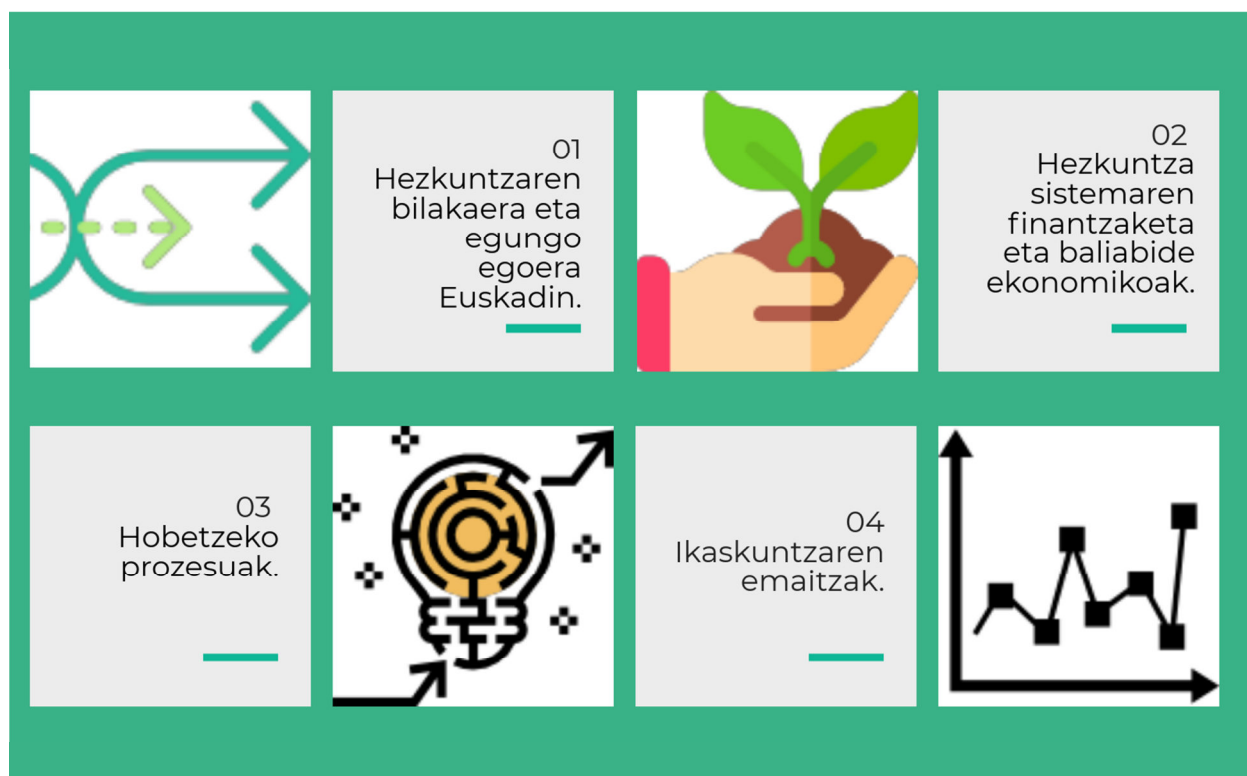 01
Hezkuntzaren
bilakaera eta
egungo
egoera
Euskadin.
02
Hezkuntza
sistemaren
finantzaketa
eta baliabide
ekonomikoak.
03
Hobetzeko
prozesuak.
04
Ikaskuntzaren
emaitzak.